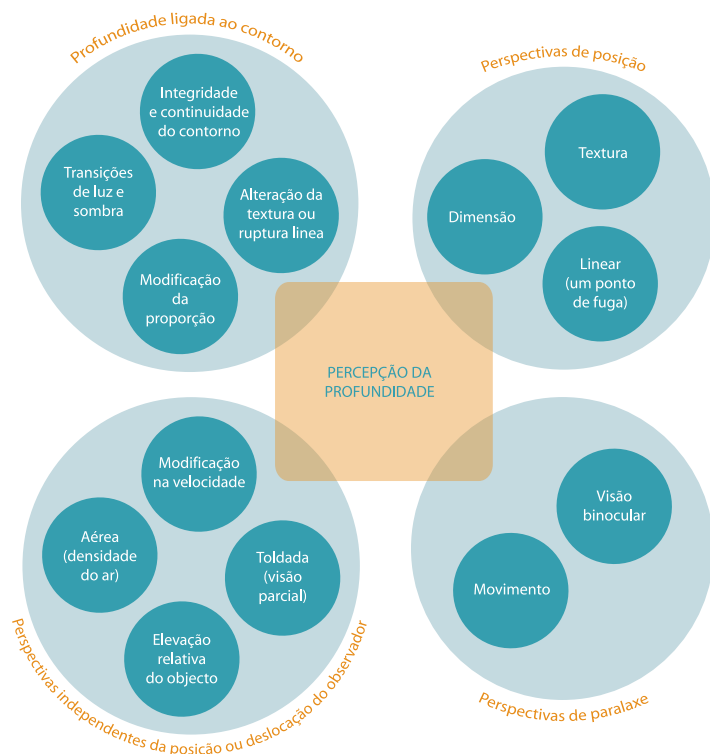 Profundidade ligada ao contorno
Integridade
e continuidade
do contorno
Transições
de luz e
sombra
Alteração da
textura ou
ruptura linea
Modificação
da
proporção
Perspectivas de posição
Textura
Dimensão
Linear
(um ponto
de fuga)
PERCEPÇÃO DA
PROFUNDIDADE
Modificação
na velocidade
Aérea
(densidade
do ar)
Toldada
(visão
parcial)
Elevação
relativa
do objecto
Perspectivas independentes da posição ou deslocação do observador
Visão
binocular
Movimento
Perspectivas de paralaxe